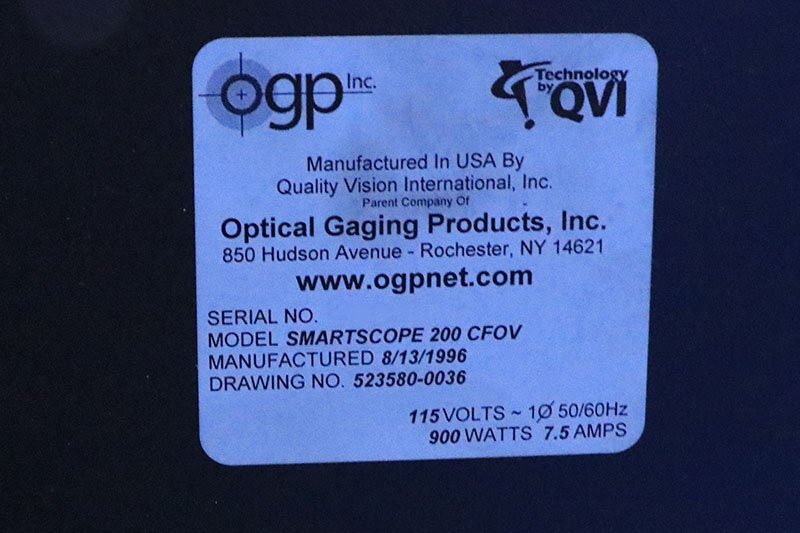 ogp Inc.
Technology
by QVI
Manufactured In USA By
Quality Vision International, Inc.
Parent Company Of
Optical Gaging Products, Inc.
850 Hudson Avenue - Rochester, NY 14621
www.ogpnet.com
SERIAL NO.
MODEL SMARTSCOPE 200 CFOV
MANUFACTURED 8/13/1996
DRAWING NO. 523580-0036
115 VOLTS ~ 1Ø 50/60Hz
900 WATTS 7.5 AMPS